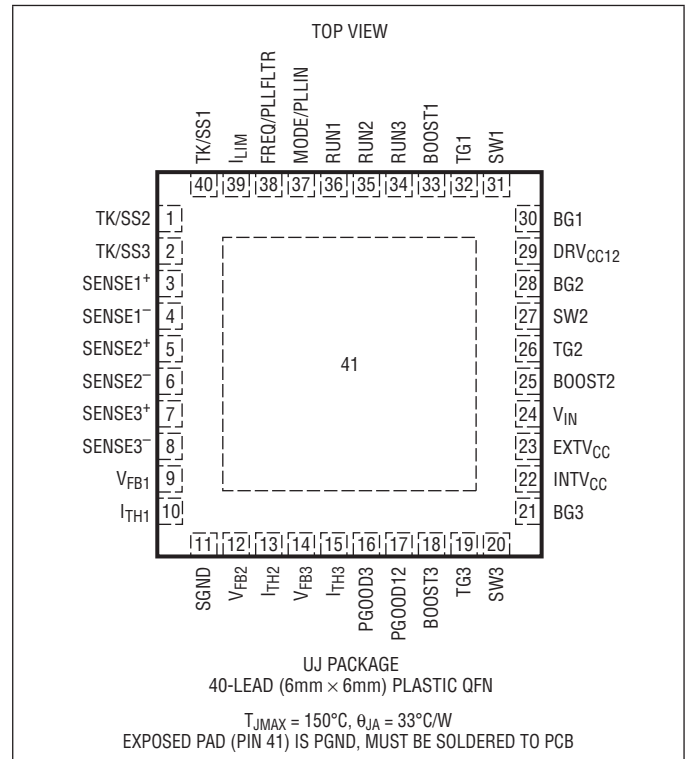 TOP VIEW
TK/SS1
ILIM
FREQ/PLLFLTR
MODE/PLLIN
RUN1
RUN2
RUN3
BOOST1
TG1
SW1
40 39 38 37 36 35 34 33 32 31
TK/SS2 1
TK/SS3 2
SENSE1+ 3
SENSE1– 4
SENSE2+ 5
SENSE2– 6
SENSE3+ 7
SENSE3– 8
VFB1 9
ITH1 10
41
30 BG1
29 DRVCC12
28 BG2
27 SW2
26 TG2
25 BOOST2
24 VIN
23 EXTVCC
22 INTVCC
21 BG3
11 12 13 14 15 16 17 18 19 20
SGND
VFB2
ITH2
VFB3
ITH3
PGOOD3
PGOOD12
BOOST3
TG3
SW3
UJ PACKAGE
40-LEAD (6mm × 6mm) PLASTIC QFN
TJMAX = 150°C, θJA = 33°C/W
EXPOSED PAD (PIN 41) IS PGND, MUST BE SOLDERED TO PCB